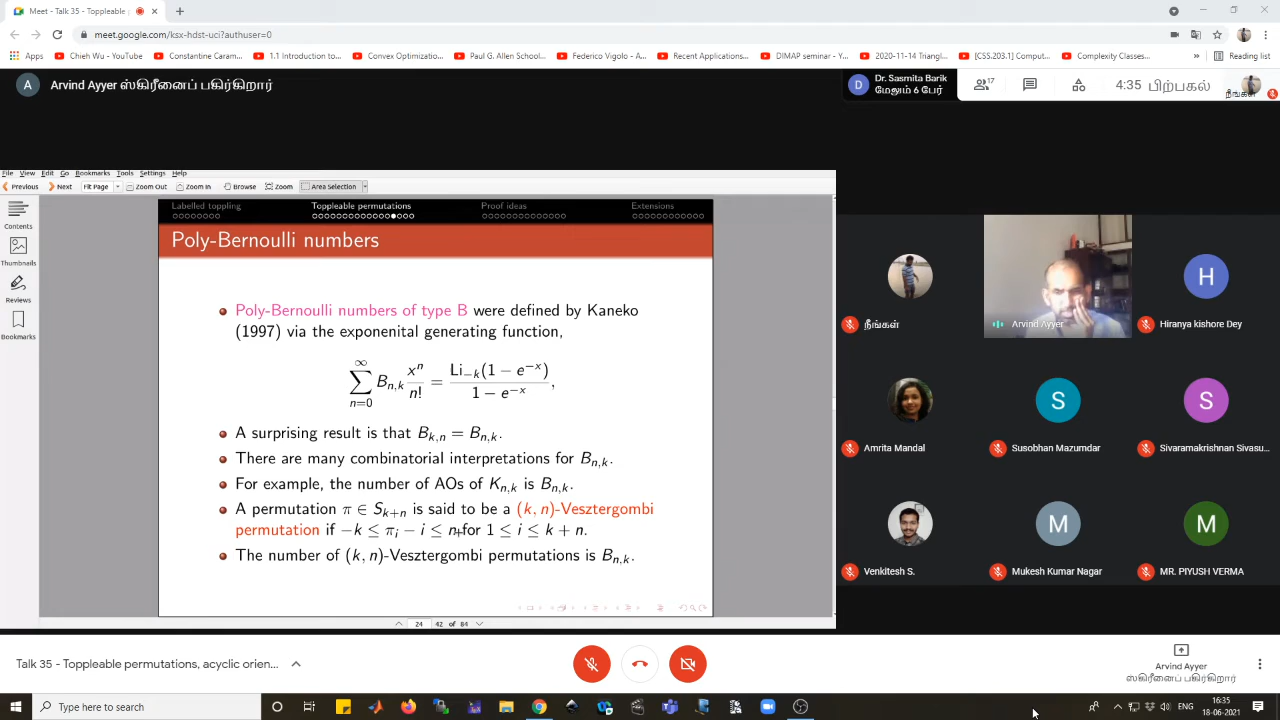 Meet - Talk 35 - Toppleable p
meet.google.com/ksx-hdst-uci?authuser=0
Apps Chieh Wu - YouTube Constantine Caram... 1.1 Introduction to... Convex Optimizatio... Paul G. Allen School... Federico Vigolo - A... Recent Applications... DIMAP seminar - Y... 2020-11-14 Triangl... [CSS.203.1] Comput... Complexity Classes... » Reading list
A Arvind Ayyer ஸ்கிரீனைப் பகிர்கிறார்
D Dr. Sasmita Barik
மேலும் 6 பேர்
17
4:35 பிற்பகல்
நீங்கள்
File View Edit Go Bookmarks Tools Settings Help
Previous Next Fit Page Zoom Out Zoom In Browse Zoom Area Selection
Contents
Thumbnails
Reviews
Bookmarks
Labelled toppling Toppleable permutations Proof ideas Extensions
Poly-Bernoulli numbers
Poly-Bernoulli numbers of type B were defined by Kaneko
(1997) via the exponenital generating function,
∑_{n=0}^{∞} B_{n,k} x^n/n! = Li_{−k}(1 − e^{−x})/(1 − e^{−x}),
A surprising result is that B_{k,n} = B_{n,k}.
There are many combinatorial interpretations for B_{n,k}.
For example, the number of AOs of K_{n,k} is B_{n,k}.
A permutation π ∈ S_{k+n} is said to be a (k, n)-Vesztergombi
permutation if −k ≤ π_i − i ≤ n for 1 ≤ i ≤ k + n.
The number of (k, n)-Vesztergombi permutations is B_{n,k}.
24 42 of 84
நீங்கள்
Arvind Ayyer
H
Hiranya kishore Dey
Amrita Mandal
S
Susobhan Mazumdar
S
Sivaramakrishnan Sivasu...
Venkitesh S.
M
Mukesh Kumar Nagar
M
MR. PIYUSH VERMA
Talk 35 - Toppleable permutations, acyclic orien...
Arvind Ayyer
ஸ்கிரீனைப் பகிர்கிறார்
Type here to search
ENG
16:35
18-06-2021